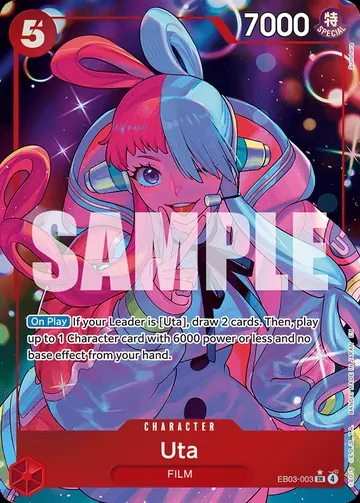 5
7000
特
SPECIAL
SAMPLE
On Play If your Leader is [Uta], draw 2 cards. Then, play
up to 1 Character card with 6000 power or less and no
base effect from your hand.
CHARACTER
Uta
FILM
EB03-003 SR 4